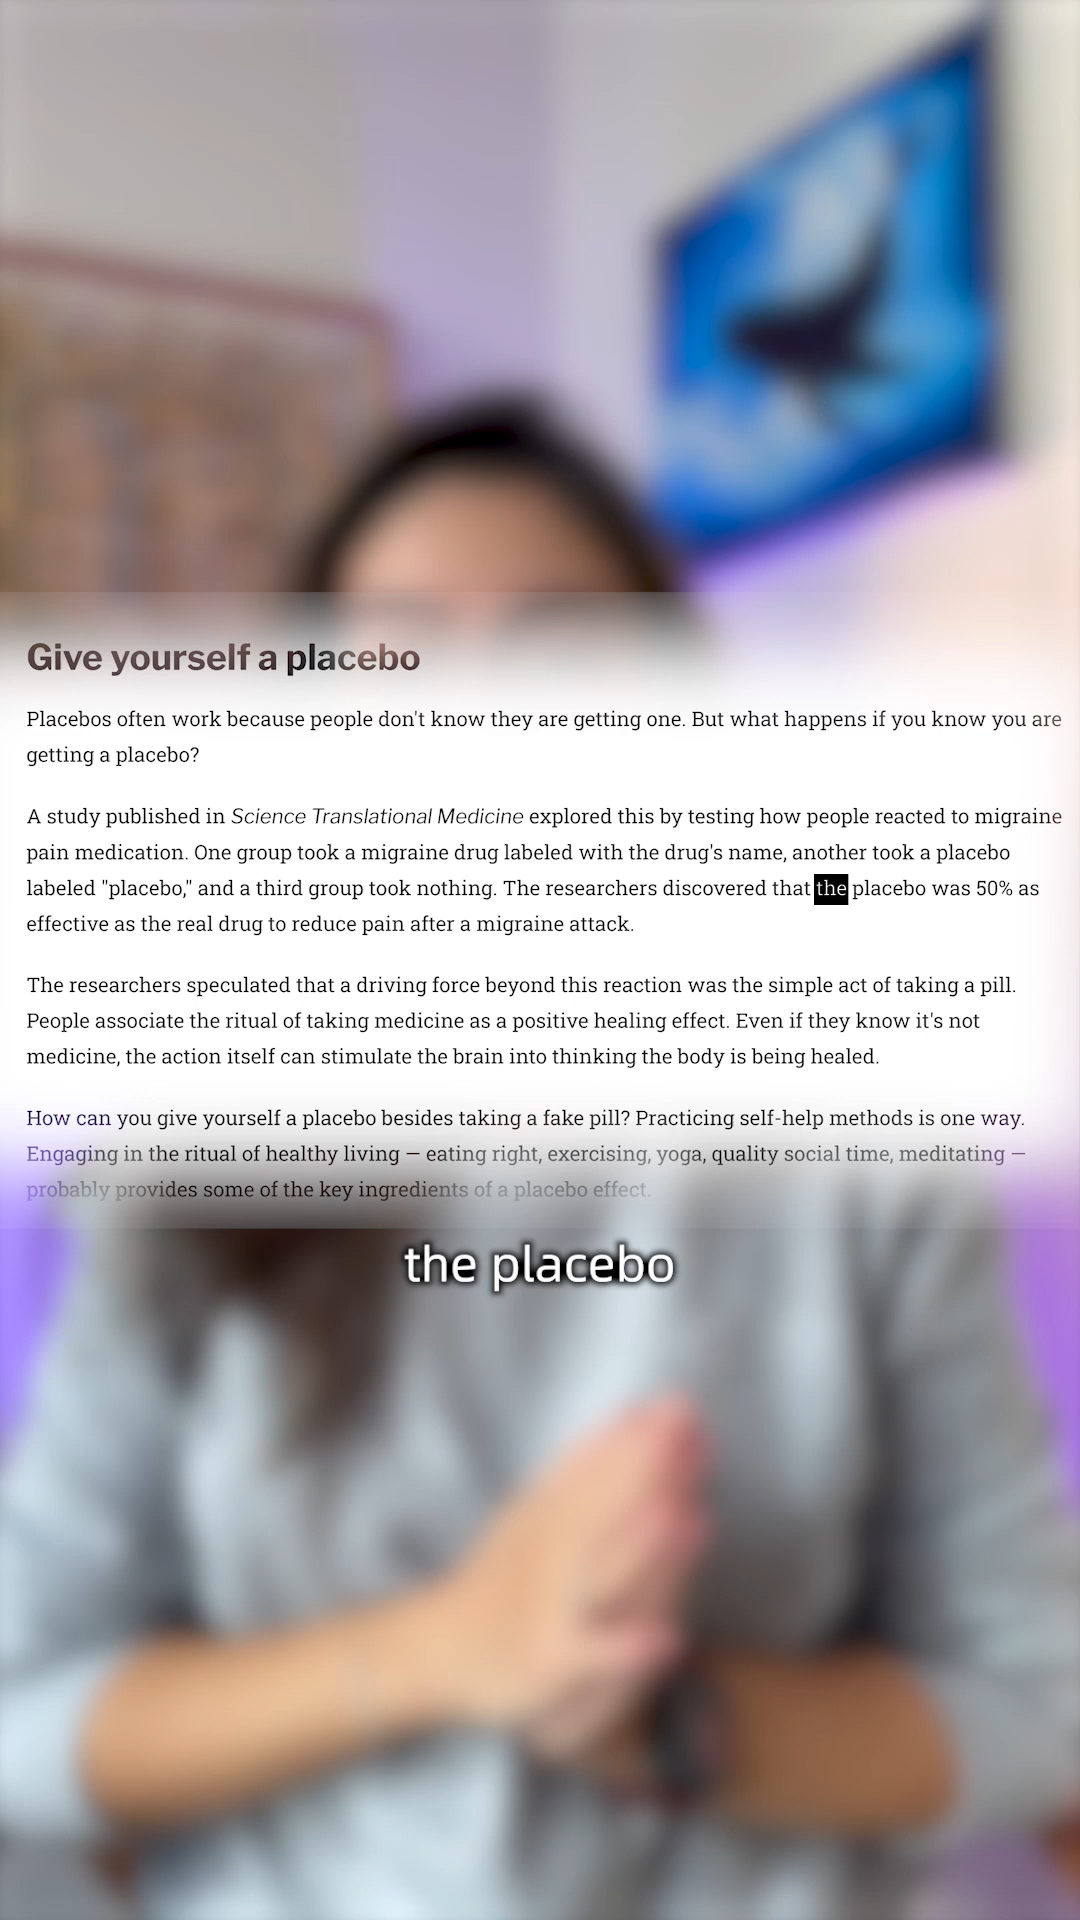 Give yourself a placebo
Placebos often work because people don't know they are getting one. But what happens if you know you are
getting a placebo?
A study published in Science Translational Medicine explored this by testing how people reacted to migraine
pain medication. One group took a migraine drug labeled with the drug's name, another took a placebo
labeled "placebo," and a third group took nothing. The researchers discovered that the placebo was 50% as
effective as the real drug to reduce pain after a migraine attack.
The researchers speculated that a driving force beyond this reaction was the simple act of taking a pill.
People associate the ritual of taking medicine as a positive healing effect. Even if they know it's not
medicine, the action itself can stimulate the brain into thinking the body is being healed.
How can you give yourself a placebo besides taking a fake pill? Practicing self-help methods is one way.
Engaging in the ritual of healthy living — eating right, exercising, yoga, quality social time, meditating —
probably provides some of the key ingredients of a placebo effect.
the placebo